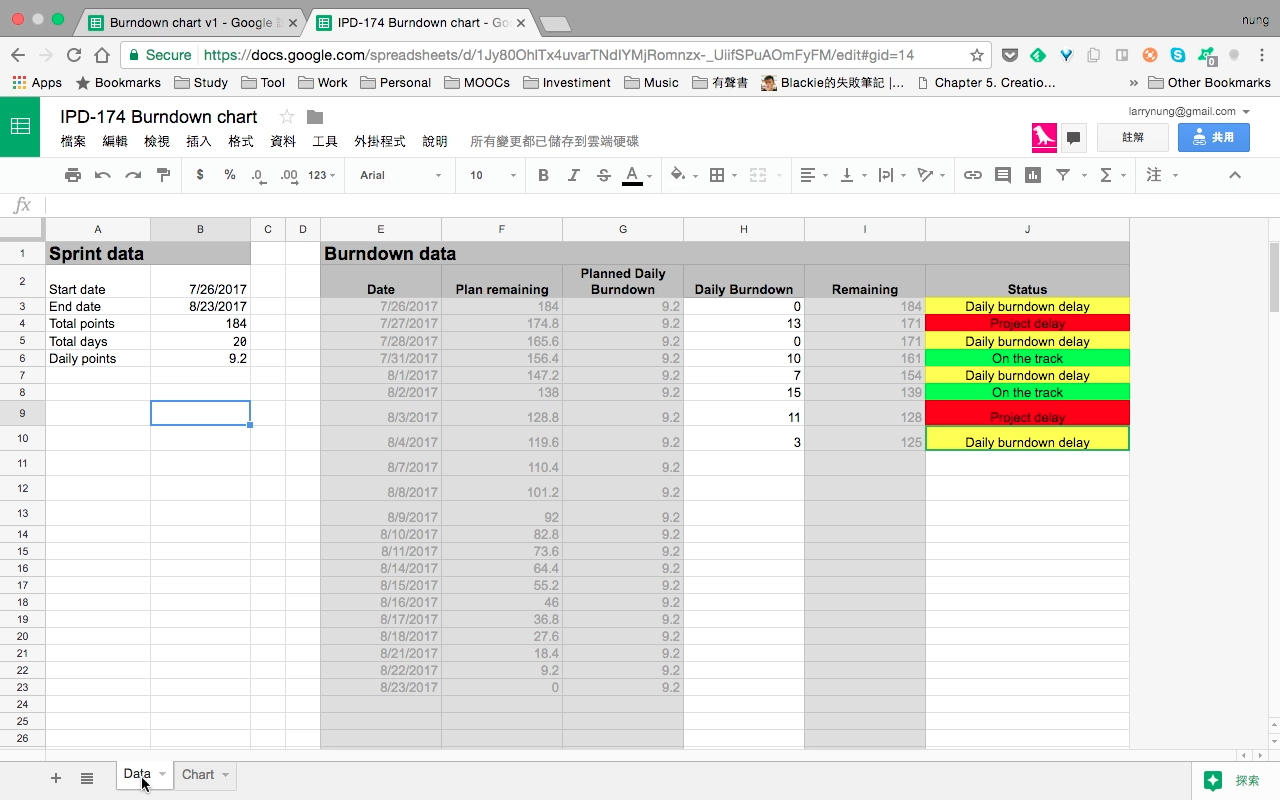 Burndown chart v1 - Google
IPD-174 Burndown chart - Go
nung
Secure
https://docs.google.com/spreadsheets/d/1Jy80OhlTx4uvarTNdIYMjRomnzx-_UiifSPuAOmFyFM/edit#gid=14
0
Apps Bookmarks Study Tool Work Personal MOOCs Investiment Music 有聲書 Blackie的失敗筆記 |... Chapter 5. Creatio... » Other Bookmarks
IPD-174 Burndown chart
larrynung@gmail.com
檔案 編輯 檢視 插入 格式 資料 工具 外掛程式 說明 所有變更都已儲存到雲端硬碟
註解
共用
$ % .0 .00 123 Arial 10 B I S A Σ 注
fx
A B C D E F G H I J
1 Sprint data Burndown data
2 Start date 7/26/2017 Date Plan remaining Planned Daily Burndown Daily Burndown Remaining Status
3 End date 8/23/2017 7/26/2017 184 9.2 0 184 Daily burndown delay
4 Total points 184 7/27/2017 174.8 9.2 13 171 Project delay
5 Total days 20 7/28/2017 165.6 9.2 0 171 Daily burndown delay
6 Daily points 9.2 7/31/2017 156.4 9.2 10 161 On the track
7 8/1/2017 147.2 9.2 7 154 Daily burndown delay
8 8/2/2017 138 9.2 15 139 On the track
9 8/3/2017 128.8 9.2 11 128 Project delay
10 8/4/2017 119.6 9.2 3 125 Daily burndown delay
11 8/7/2017 110.4 9.2
12 8/8/2017 101.2 9.2
13 8/9/2017 92 9.2
14 8/10/2017 82.8 9.2
15 8/11/2017 73.6 9.2
16 8/14/2017 64.4 9.2
17 8/15/2017 55.2 9.2
18 8/16/2017 46 9.2
19 8/17/2017 36.8 9.2
20 8/18/2017 27.6 9.2
21 8/21/2017 18.4 9.2
22 8/22/2017 9.2 9.2
23 8/23/2017 0 9.2
24
25
26
Data Chart
探索